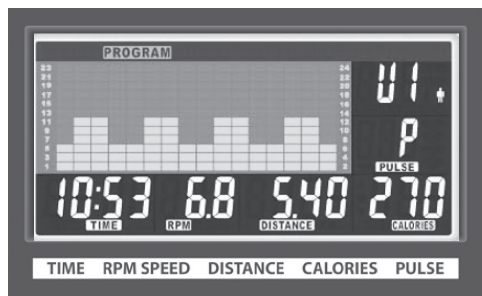 PROGRAM
23 24
21 22
19 20
17 18
15 16
13 14
11 12
9 10
7 8
5 6
3 4
1 2
U1
P
PULSE
10:53 6.8 5.40 270
TIME RPM DISTANCE CALORIES
TIME RPM SPEED DISTANCE CALORIES PULSE